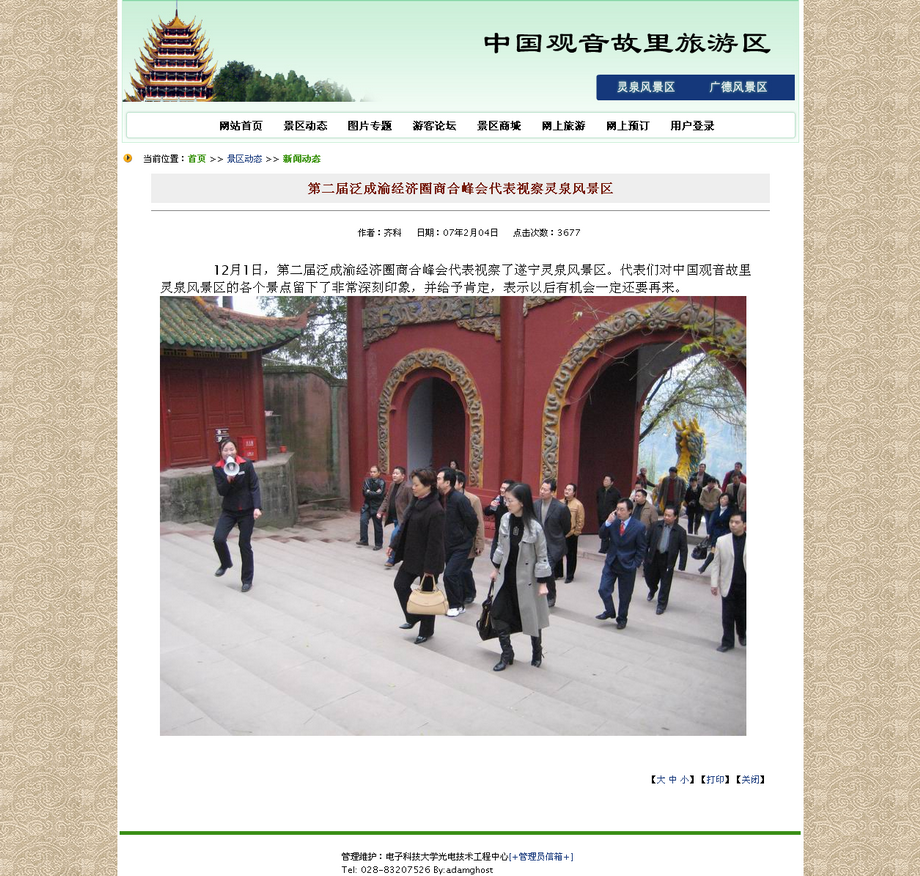 中国观音故里旅游区
灵泉风景区 广德风景区
网站首页 景区动态 图片专题 游客论坛 景区商城 网上旅游 网上预订 用户登录
当前位置：首页 >> 景区动态 >> 新闻动态
第二届泛成渝经济圈商合峰会代表视察灵泉风景区
作者：齐科 日期：07年2月04日 点击次数：3677
12月1日，第二届泛成渝经济圈商合峰会代表视察了遂宁灵泉风景区。代表们对中国观音故里
灵泉风景区的各个景点留下了非常深刻印象，并给予肯定，表示以后有机会一定还要再来。
【大 中 小】【打印】【关闭】
管理维护：电子科技大学光电技术工程中心[+管理员信箱+]
Tel: 028-83207526 By:adamghost